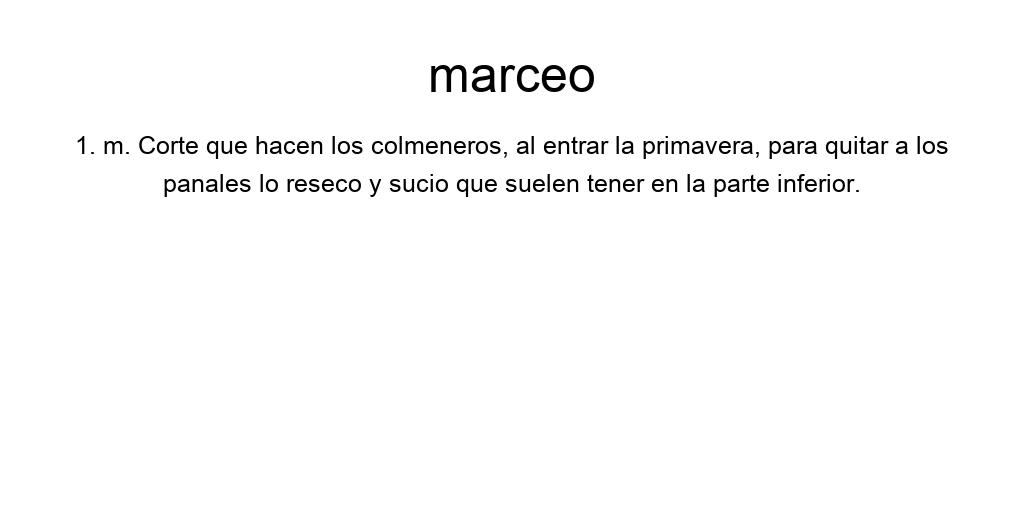 marceo
1. m. Corte que hacen los colmeneros, al entrar la primavera, para quitar a los
panales lo reseco y sucio que suelen tener en la parte inferior.